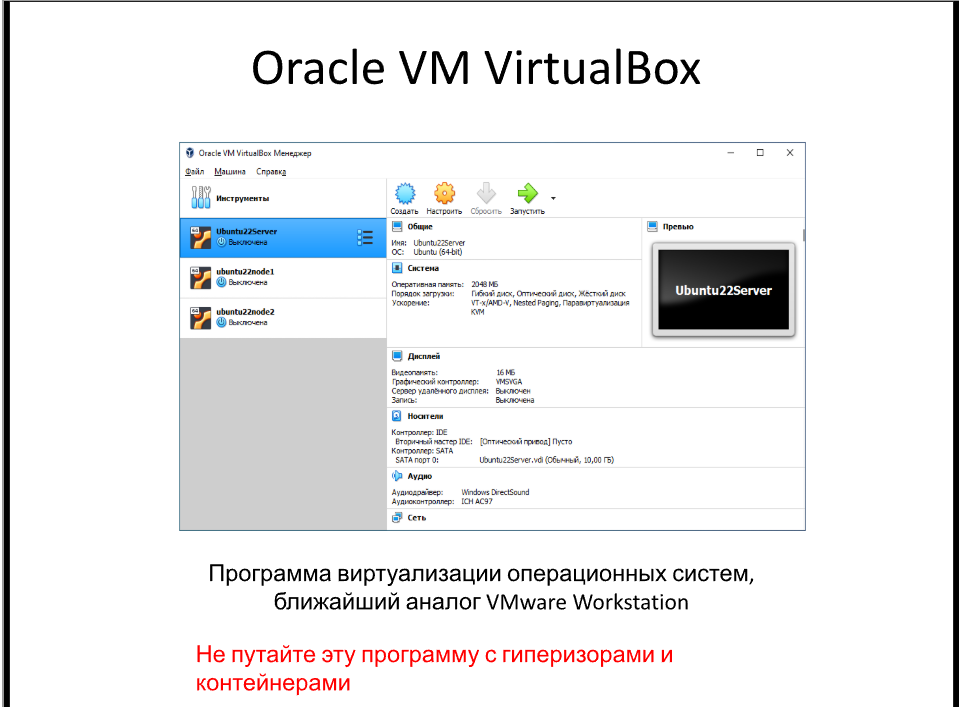 Oracle VM VirtualBox
Oracle VM VirtualBox Менеджер
Файл Машина Справка
Инструменты
Создать Настроить Сбросить Запустить
Ubuntu22Server
Выключена
ubuntu22node1
Выключена
ubuntu22node2
Выключена
Общие
Имя: Ubuntu22Server
ОС: Ubuntu (64-bit)
Превью
Ubuntu22Server
Система
Оперативная память: 2048 МБ
Порядок загрузки: Гибкий диск, Оптический диск, Жёсткий диск
Ускорение: VT-x/AMD-V, Nested Paging, Паравиртуализация
KVM
Дисплей
Видеопамять: 16 МБ
Графический контроллер: VMSVGA
Сервер удалённого дисплея: Выключен
Запись: Выключена
Носители
Контроллер: IDE
Вторичный мастер IDE: [Оптический привод] Пусто
Контроллер: SATA
SATA порт 0: Ubuntu22Server.vdi (Обычный, 10,00 ГБ)
Аудио
Аудиодрайвер: Windows DirectSound
Аудиоконтроллер: ICH AC97
Сеть
Программа виртуализации операционных систем,
ближайший аналог VMware Workstation
Не путайте эту программу с гиперизорами и
контейнерами